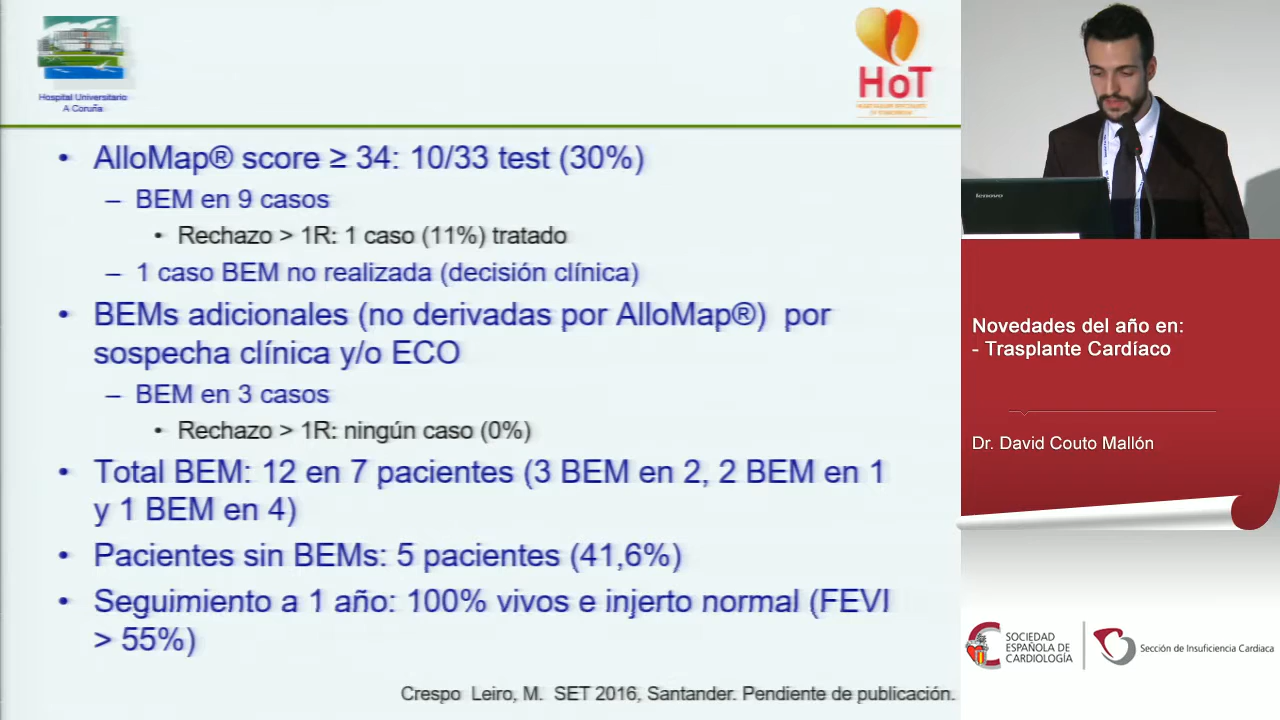 Hospital Universitario
A Coruña
HoT
• AlloMap® score ≥ 34: 10/33 test (30%)
– BEM en 9 casos
• Rechazo > 1R: 1 caso (11%) tratado
– 1 caso BEM no realizada (decisión clínica)
• BEMs adicionales (no derivadas por AlloMap®) por
sospecha clínica y/o ECO
– BEM en 3 casos
• Rechazo > 1R: ningún caso (0%)
• Total BEM: 12 en 7 pacientes (3 BEM en 2, 2 BEM en 1
y 1 BEM en 4)
• Pacientes sin BEMs: 5 pacientes (41,6%)
• Seguimiento a 1 año: 100% vivos e injerto normal (FEVI
> 55%)
Crespo Leiro, M. SET 2016, Santander. Pendiente de publicación.
lenovo
Novedades del año en:
- Trasplante Cardíaco
Dr. David Couto Mallón
SOCIEDAD
ESPAÑOLA DE
CARDIOLOGÍA
Sección de Insuficiencia Cardiaca